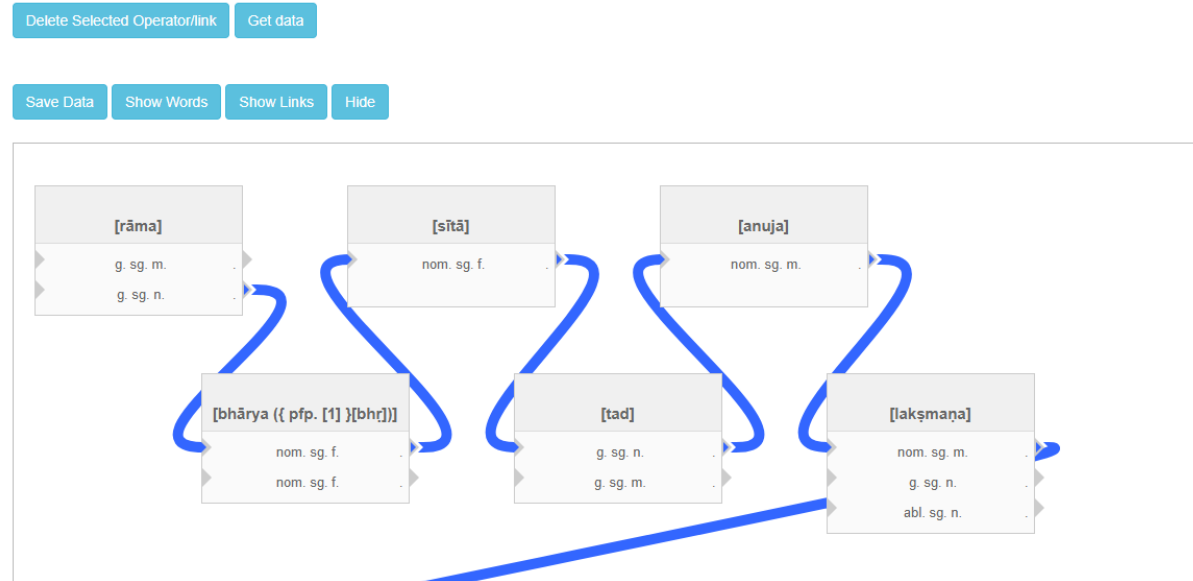 Delete Selected Operator/link Get data
Save Data Show Words Show Links Hide
[rāma]
g. sg. m. .
g. sg. n. .
[sītā]
nom. sg. f. .
[anuja]
nom. sg. m. .
[bhārya ({ pfp. [1] }[bhṛ])]
nom. sg. f. .
nom. sg. f. .
[tad]
g. sg. n. .
g. sg. m. .
[lakṣmaṇa]
nom. sg. m. .
g. sg. n. .
abl. sg. n. .